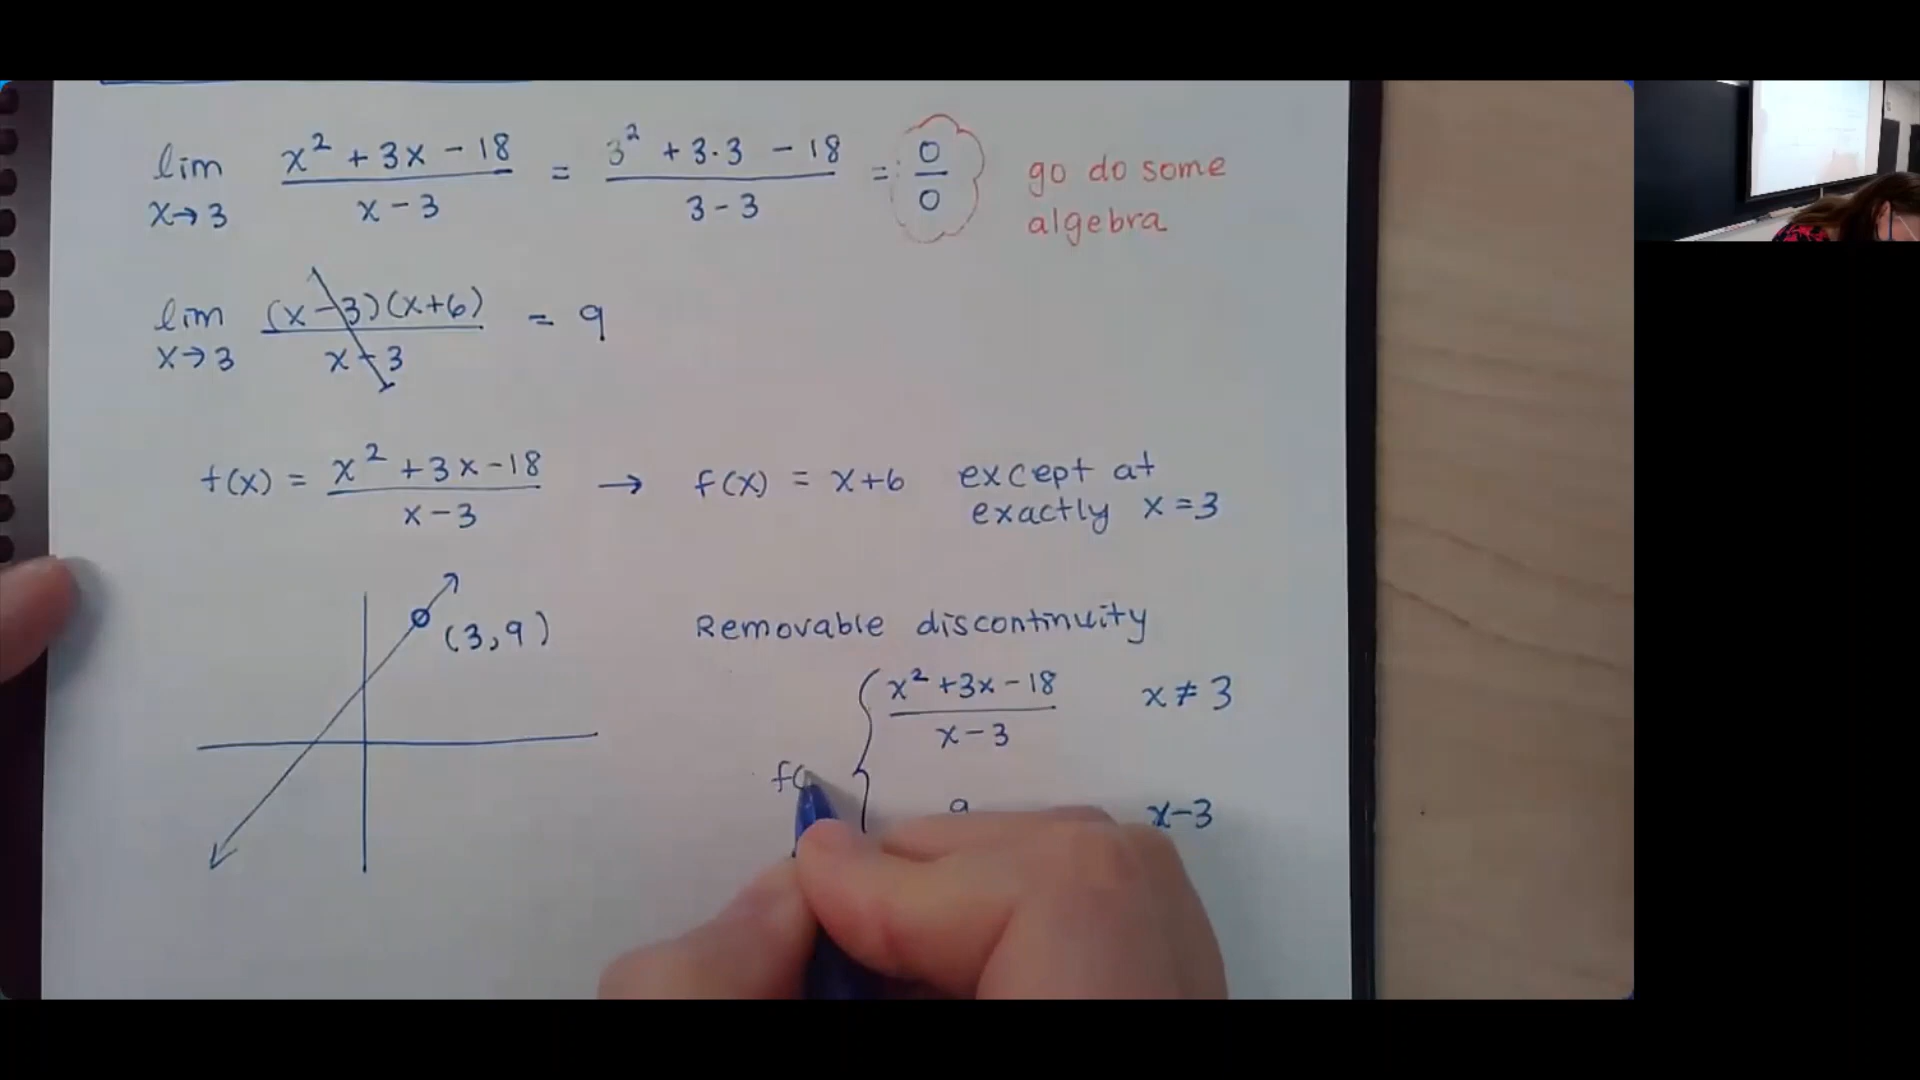 lim x→3 (x² + 3x - 18)/(x - 3) = (3² + 3·3 - 18)/(3 - 3) = 0/0 go do some
algebra
lim x→3 (x-3)(x+6)/(x-3) = 9
f(x) = (x² + 3x - 18)/(x - 3) → f(x) = x+6 except at
exactly x = 3
(3,9)
Removable discontinuity
(x² + 3x - 18)/(x - 3) x ≠ 3
f(
9 x-3